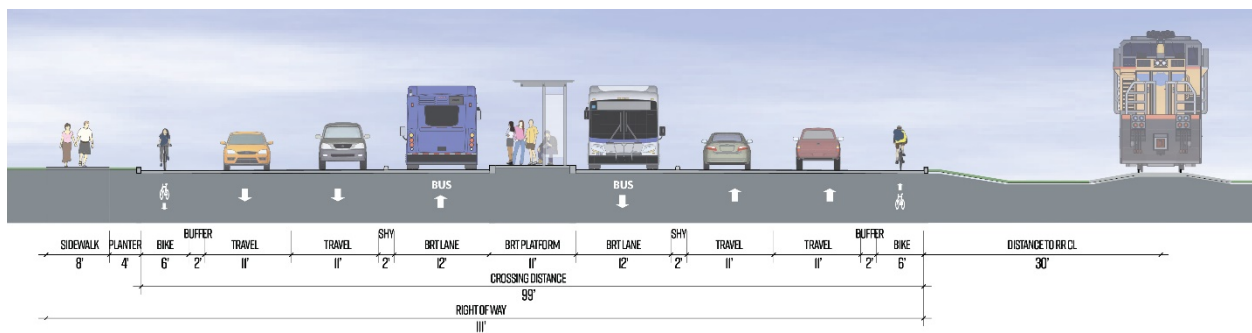 BUS BUS
BUFFER SHY SHY BUFFER
SIDEWALK PLANTER BIKE TRAVEL TRAVEL BRT LANE BRT PLATFORM BRT LANE TRAVEL TRAVEL BIKE DISTANCE TO RR CL
8' 4' 6' 2' 11' 11' 2' 12' 11' 12' 2' 11' 11' 2' 6' 30'
CROSSING DISTANCE
99'
RIGHT OF WAY
111'